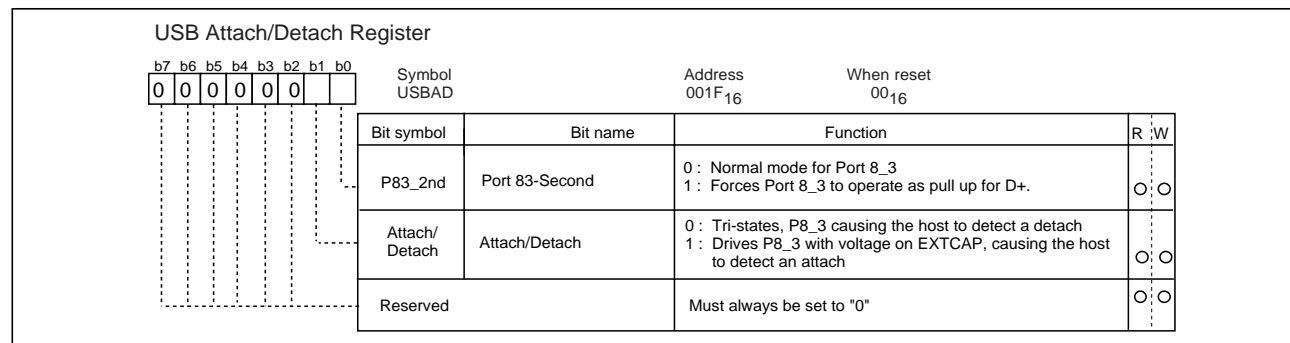 USB Attach/Detach Register
b7 b6 b5 b4 b3 b2 b1 b0
0 0 0 0 0 0
Symbol Address When reset
USBAD 001F16 0016
Bit symbol Bit name Function R W
P83_2nd Port 83-Second 0 : Normal mode for Port 8_3
1 : Forces Port 8_3 to operate as pull up for D+.
Attach/
Detach Attach/Detach 0 : Tri-states, P8_3 causing the host to detect a detach
1 : Drives P8_3 with voltage on EXTCAP, causing the host
to detect an attach
Reserved Must always be set to "0"